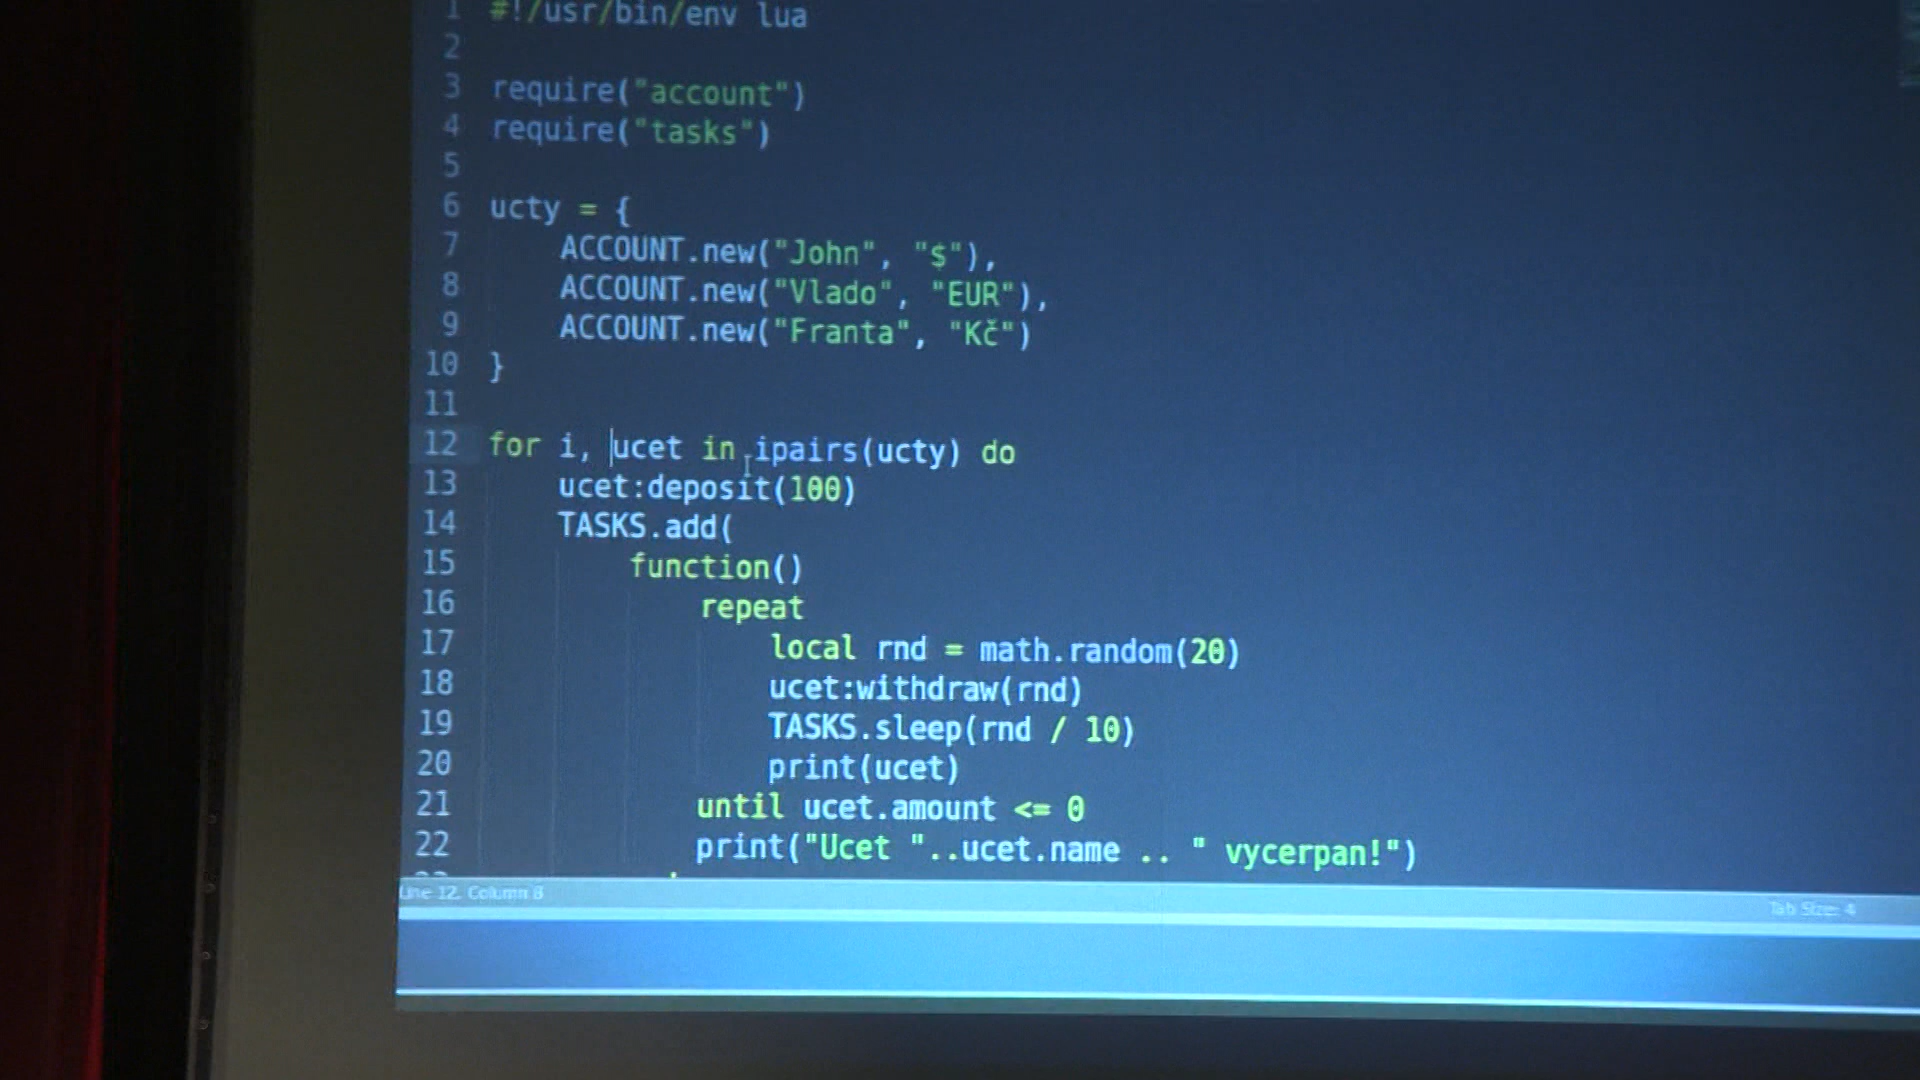 1 #!/usr/bin/env lua
2
3 require("account")
4 require("tasks")
5
6 ucty = {
7     ACCOUNT.new("John", "$"),
8     ACCOUNT.new("Vlado", "EUR"),
9     ACCOUNT.new("Franta", "Kč")
10 }
11
12 for i, ucet in ipairs(ucty) do
13     ucet:deposit(100)
14     TASKS.add(
15         function()
16             repeat
17                 local rnd = math.random(20)
18                 ucet:withdraw(rnd)
19                 TASKS.sleep(rnd / 10)
20                 print(ucet)
21             until ucet.amount <= 0
22             print("Ucet "..ucet.name .. " vycerpan!")
Line 12, Column 8
Tab Size: 4